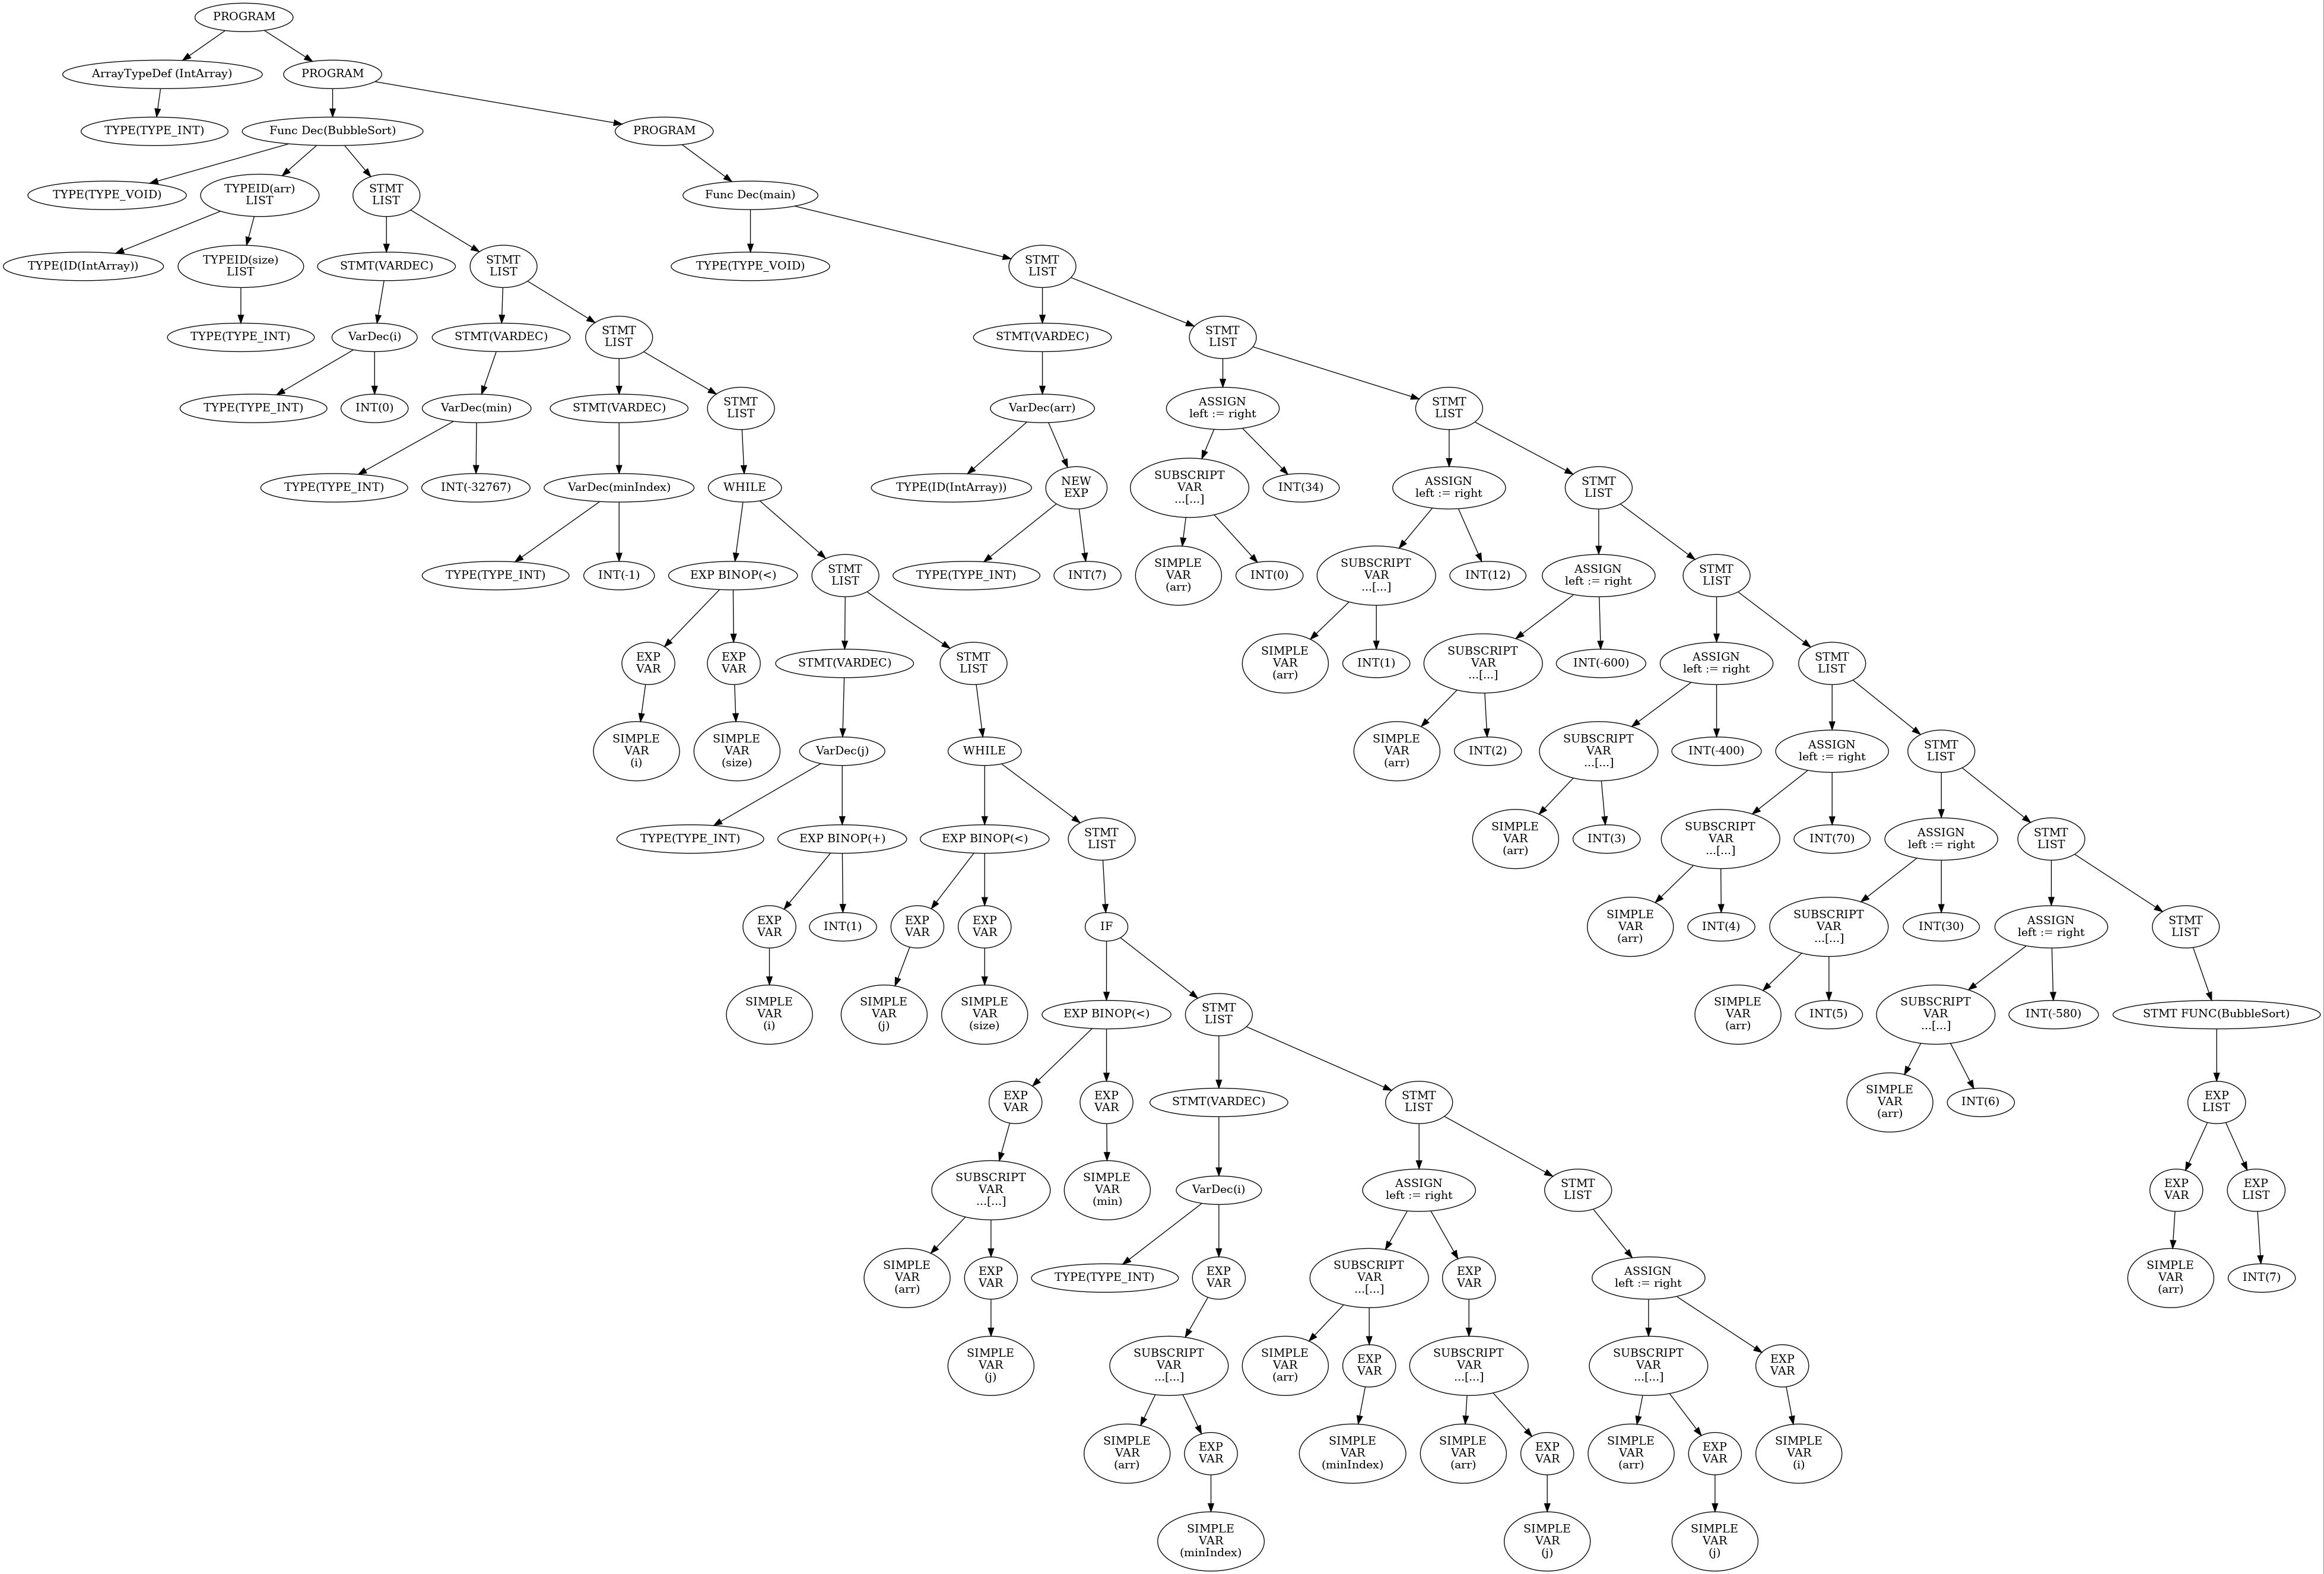 PROGRAM
ArrayTypeDef (IntArray)
PROGRAM
TYPE(TYPE_INT)
Func Dec(BubbleSort)
PROGRAM
TYPE(TYPE_VOID)
TYPEID(arr)
LIST
STMT
LIST
Func Dec(main)
TYPE(ID(IntArray))
TYPEID(size)
LIST
STMT(VARDEC)
STMT
LIST
TYPE(TYPE_VOID)
STMT
LIST
TYPE(TYPE_INT)
VarDec(i)
STMT(VARDEC)
STMT
LIST
STMT(VARDEC)
STMT
LIST
TYPE(TYPE_INT)
INT(0)
VarDec(min)
STMT(VARDEC)
STMT
LIST
VarDec(arr)
ASSIGN
left := right
STMT
LIST
TYPE(TYPE_INT)
INT(-32767)
VarDec(minIndex)
WHILE
TYPE(ID(IntArray))
NEW
EXP
SUBSCRIPT
VAR
...[...]
INT(34)
ASSIGN
left := right
STMT
LIST
TYPE(TYPE_INT)
INT(-1)
EXP BINOP(<)
STMT
LIST
TYPE(TYPE_INT)
INT(7)
SIMPLE
VAR
(arr)
INT(0)
SUBSCRIPT
VAR
...[...]
INT(12)
ASSIGN
left := right
STMT
LIST
EXP
VAR
EXP
VAR
STMT(VARDEC)
STMT
LIST
SIMPLE
VAR
(arr)
INT(1)
SUBSCRIPT
VAR
...[...]
INT(-600)
ASSIGN
left := right
STMT
LIST
SIMPLE
VAR
(i)
SIMPLE
VAR
(size)
VarDec(j)
WHILE
SIMPLE
VAR
(arr)
INT(2)
SUBSCRIPT
VAR
...[...]
INT(-400)
ASSIGN
left := right
STMT
LIST
TYPE(TYPE_INT)
EXP BINOP(+)
EXP BINOP(<)
STMT
LIST
SIMPLE
VAR
(arr)
INT(3)
SUBSCRIPT
VAR
...[...]
INT(70)
ASSIGN
left := right
STMT
LIST
EXP
VAR
INT(1)
EXP
VAR
EXP
VAR
IF
SIMPLE
VAR
(arr)
INT(4)
SUBSCRIPT
VAR
...[...]
INT(30)
ASSIGN
left := right
STMT
LIST
SIMPLE
VAR
(i)
SIMPLE
VAR
(j)
SIMPLE
VAR
(size)
EXP BINOP(<)
STMT
LIST
SIMPLE
VAR
(arr)
INT(5)
SUBSCRIPT
VAR
...[...]
INT(-580)
STMT FUNC(BubbleSort)
EXP
VAR
EXP
VAR
STMT(VARDEC)
STMT
LIST
SIMPLE
VAR
(arr)
INT(6)
EXP
LIST
SUBSCRIPT
VAR
...[...]
SIMPLE
VAR
(min)
VarDec(i)
ASSIGN
left := right
STMT
LIST
EXP
VAR
EXP
LIST
SIMPLE
VAR
(arr)
EXP
VAR
TYPE(TYPE_INT)
EXP
VAR
SUBSCRIPT
VAR
...[...]
EXP
VAR
ASSIGN
left := right
SIMPLE
VAR
(arr)
INT(7)
SIMPLE
VAR
(j)
SUBSCRIPT
VAR
...[...]
SIMPLE
VAR
(arr)
EXP
VAR
SUBSCRIPT
VAR
...[...]
SUBSCRIPT
VAR
...[...]
EXP
VAR
SIMPLE
VAR
(arr)
EXP
VAR
SIMPLE
VAR
(minIndex)
SIMPLE
VAR
(arr)
EXP
VAR
SIMPLE
VAR
(arr)
EXP
VAR
SIMPLE
VAR
(i)
SIMPLE
VAR
(minIndex)
SIMPLE
VAR
(j)
SIMPLE
VAR
(j)